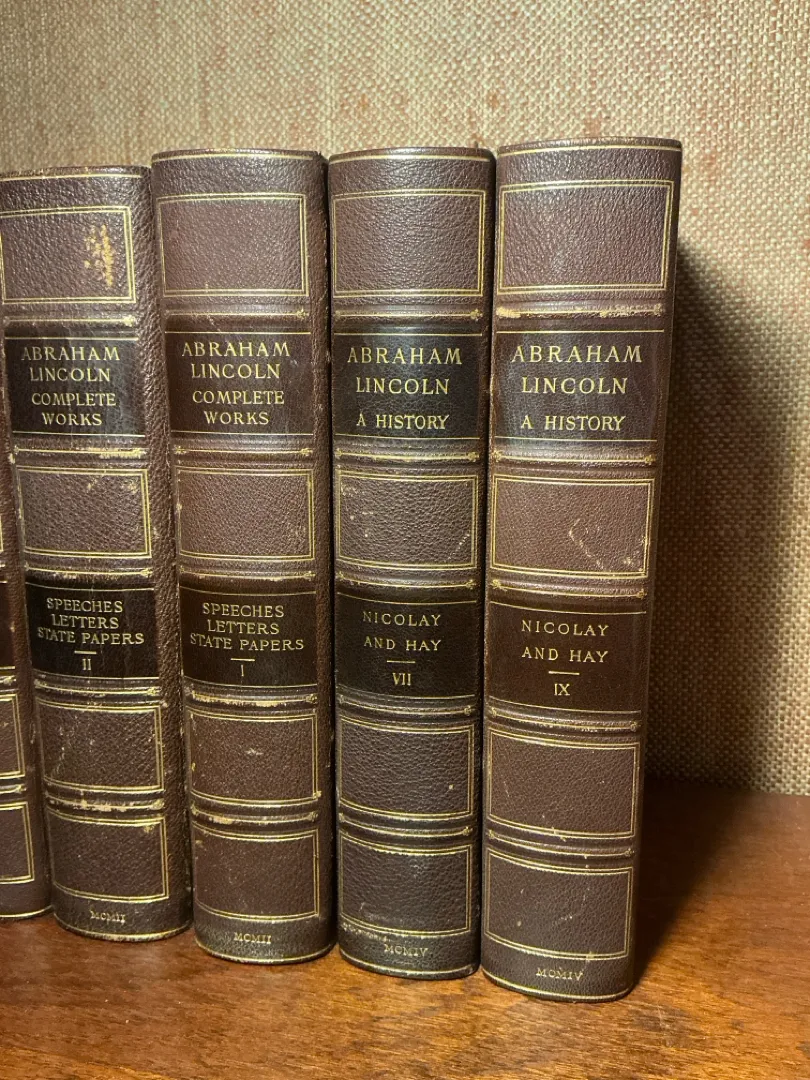 ABRAHAM
LINCOLN
COMPLETE
WORKS
SPEECHES
LETTERS
STATE PAPERS
II
MCMII
ABRAHAM
LINCOLN
COMPLETE
WORKS
SPEECHES
LETTERS
STATE PAPERS
I
MCMII
ABRAHAM
LINCOLN
A HISTORY
NICOLAY
AND HAY
VII
MCMIV
ABRAHAM
LINCOLN
A HISTORY
NICOLAY
AND HAY
IX
MCMIV